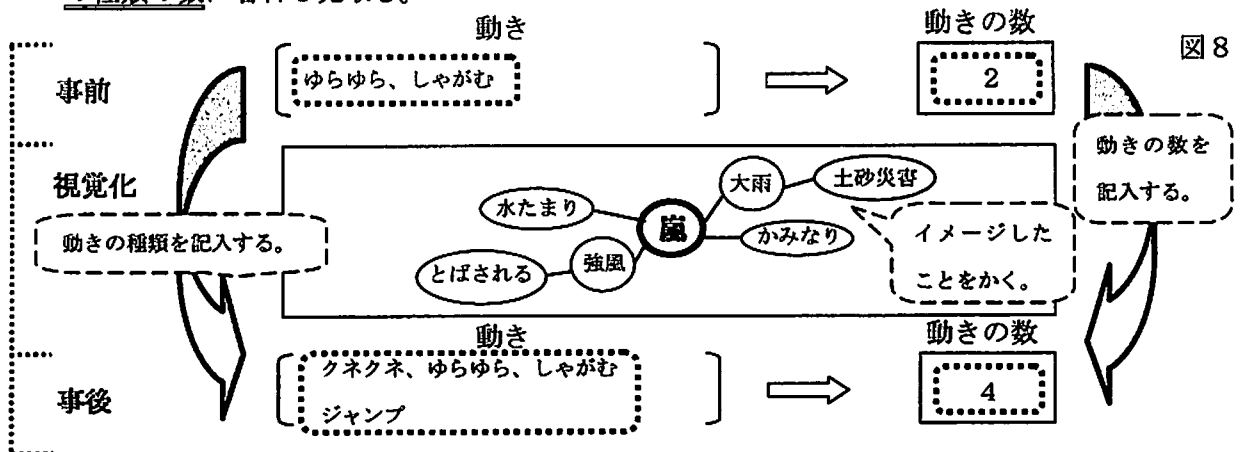 動き
動きの数
図8
事前
ゆらゆら、しゃがむ
2
動きの数を
記入する。
視覚化
動きの種類を記入する。
大雨
土砂災害
水たまり
嵐
かみなり
強風
とばされる
イメージした
ことをかく。
動き
動きの数
事後
クネクネ、ゆらゆら、しゃがむ
ジャンプ
4